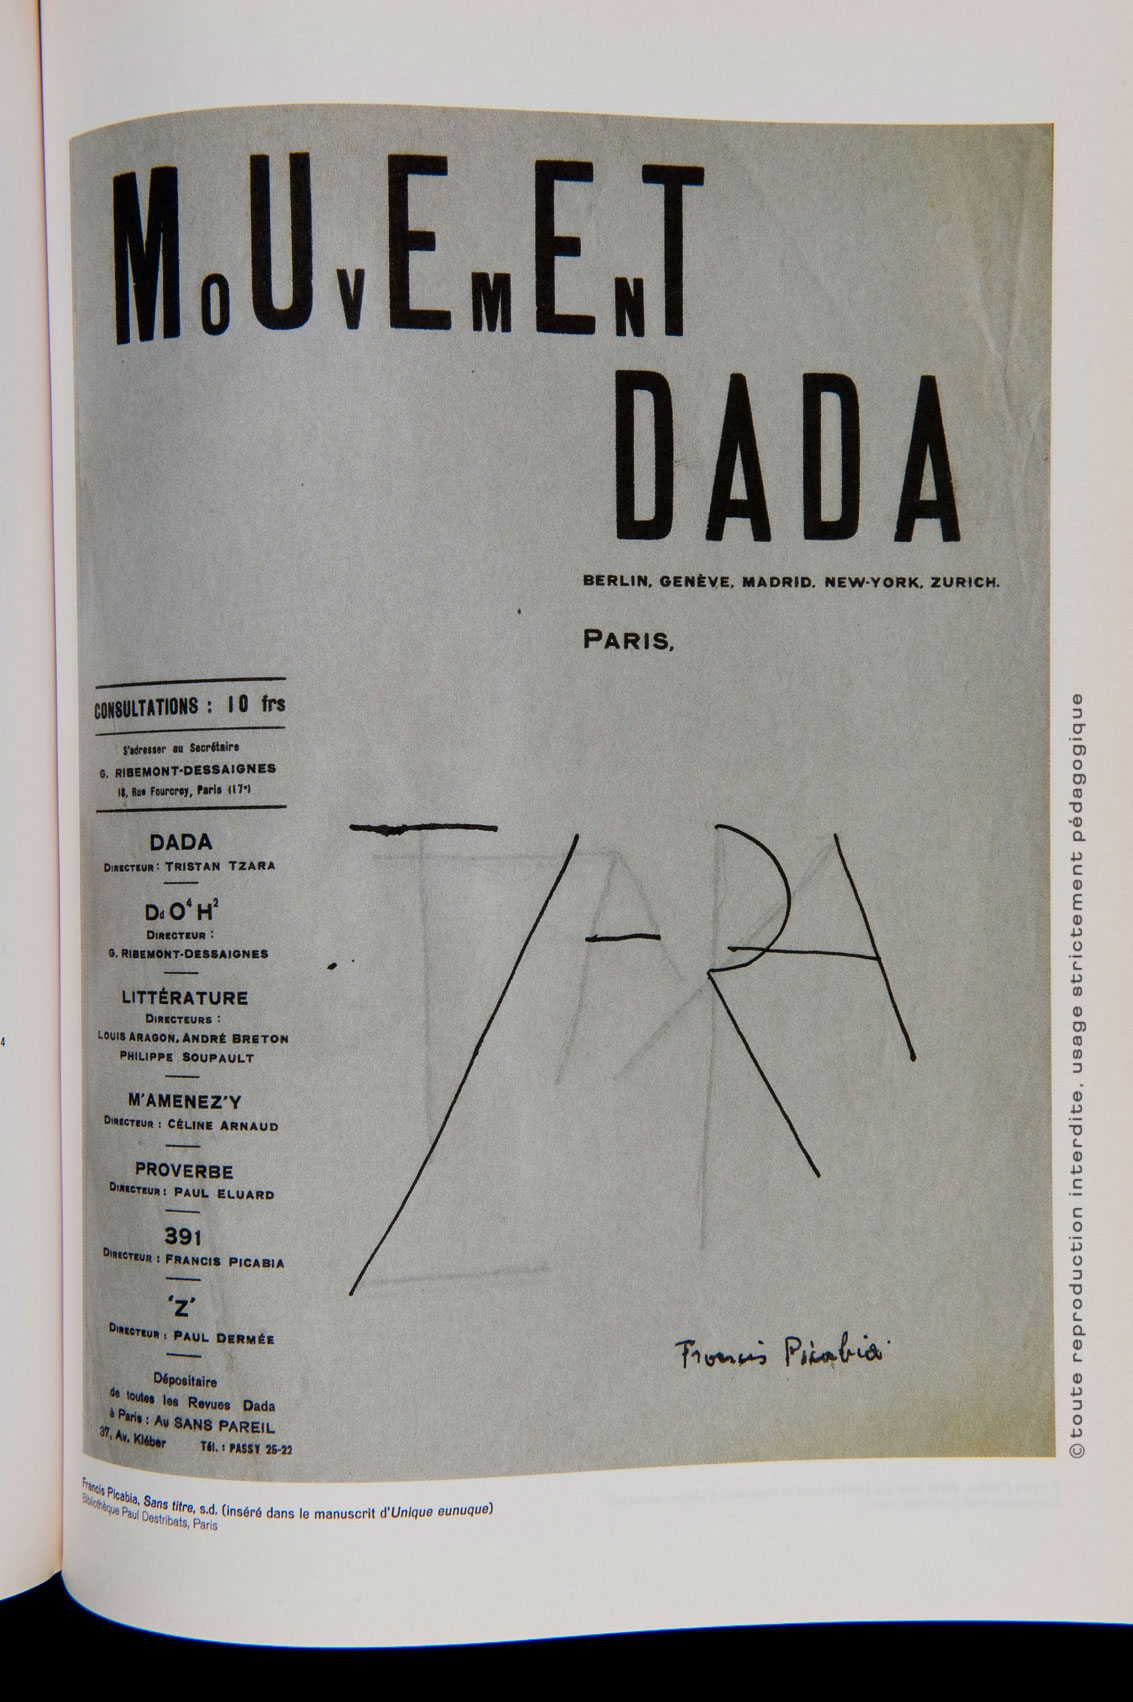 MOUVEMENT
DADA
BERLIN, GENÈVE, MADRID, NEW-YORK, ZURICH.
PARIS,
CONSULTATIONS : 10 frs
S'adresser au Secrétaire
G. RIBEMONT-DESSAIGNES
18, Rue Fourcroy, Paris (17e)
DADA
DIRECTEUR : TRISTAN TZARA
Dd O4 H2
DIRECTEUR :
G. RIBEMONT-DESSAIGNES
LITTÉRATURE
DIRECTEURS :
LOUIS ARAGON, ANDRÉ BRETON
PHILIPPE SOUPAULT
M'AMENEZ'Y
DIRECTEUR : CÉLINE ARNAUD
PROVERBE
DIRECTEUR : PAUL ELUARD
391
DIRECTEUR : FRANCIS PICABIA
'Z'
DIRECTEUR : PAUL DERMÉE
Dépositaire
de toutes les Revues Dada
à Paris : AU SANS PAREIL
37, Av. Kléber Tél. : PASSY 25-22
TZARA
Francis Picabia
Francis Picabia, Sans titre, s.d. (inséré dans le manuscrit d'Unique eunuque)
Bibliothèque Paul Destribats, Paris
4
©toute reproduction interdite, usage strictement pédagogique